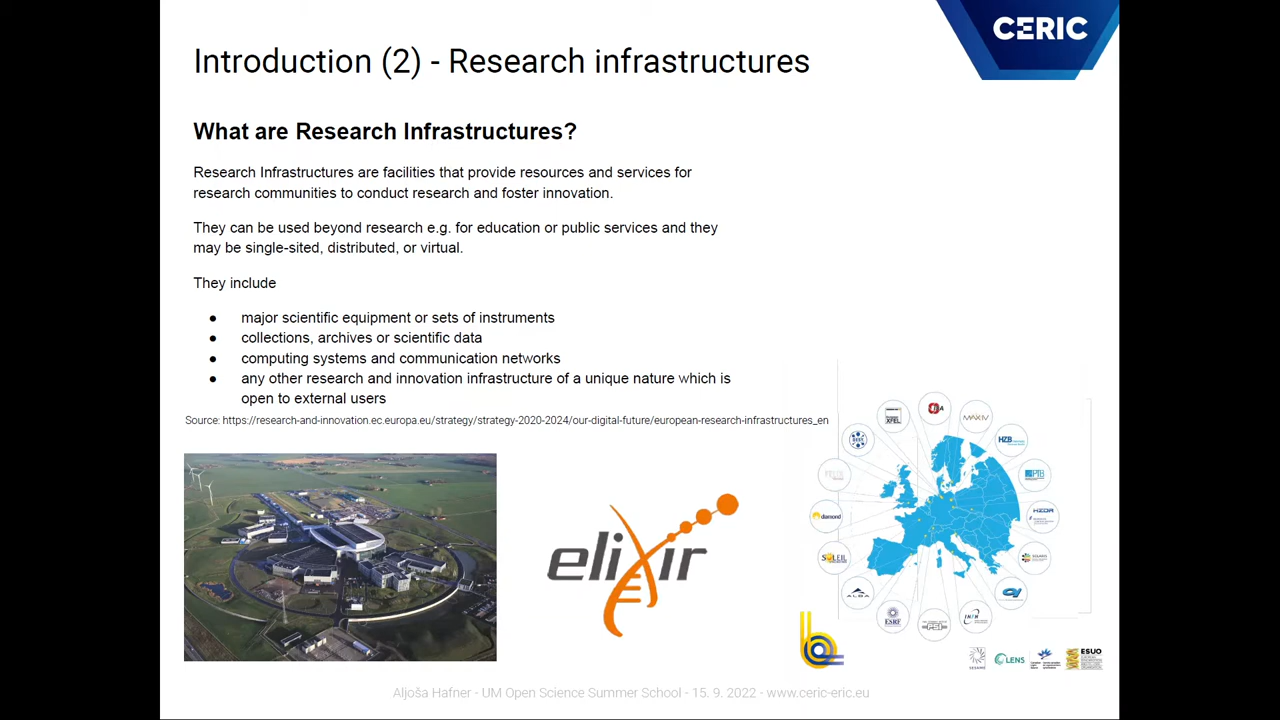 CERIC
Introduction (2) - Research infrastructures
What are Research Infrastructures?
Research Infrastructures are facilities that provide resources and services for
research communities to conduct research and foster innovation.
They can be used beyond research e.g. for education or public services and they
may be single-sited, distributed, or virtual.
They include
● major scientific equipment or sets of instruments
● collections, archives or scientific data
● computing systems and communication networks
● any other research and innovation infrastructure of a unique nature which is
open to external users
Source: https://research-and-innovation.ec.europa.eu/strategy/strategy-2020-2024/our-digital-future/european-research-infrastructures_en
elixir
XFEL
MAX IV
HZB
PTB
diamond
HZDR
SOLEIL
ALBA
ESRF
PSI
LENS
ESUO
Aljoša Hafner - UM Open Science Summer School - 15. 9. 2022 - www.ceric-eric.eu